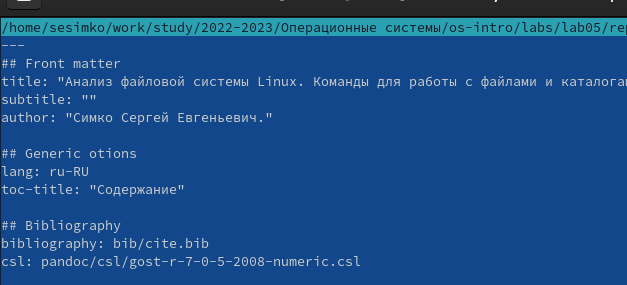 /home/sesimko/work/study/2022-2023/Операционные системы/os-intro/labs/lab05/rep
---
## Front matter
title: "Анализ файловой системы Linux. Команды для работы с файлами и каталога
subtitle: ""
author: "Симко Сергей Евгеньевич."
## Generic otions
lang: ru-RU
toc-title: "Содержание"
## Bibliography
bibliography: bib/cite.bib
csl: pandoc/csl/gost-r-7-0-5-2008-numeric.csl